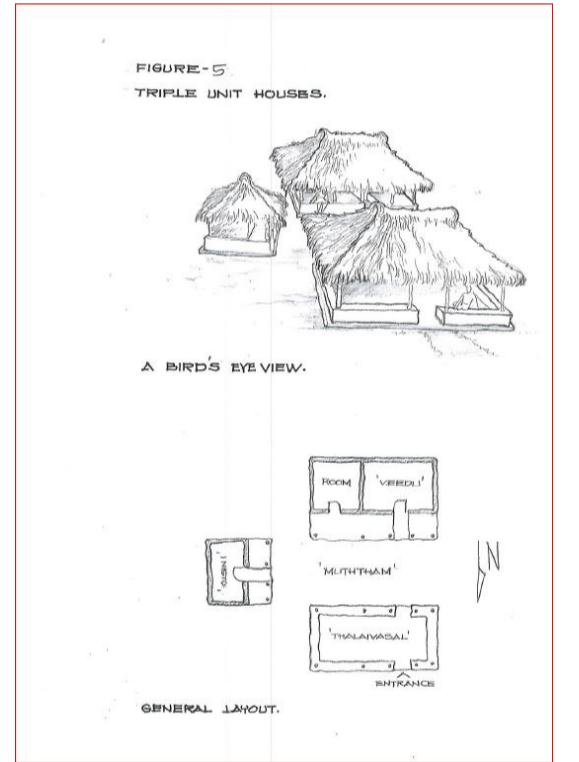 FIGURE-5
TRIPLE UNIT HOUSES.
A BIRD'S EYE VIEW.
ROOM
'VEEDU'
'MUTHTHAM'
N
'THALAIVASAL'
ENTRANCE
GENERAL LAYOUT.